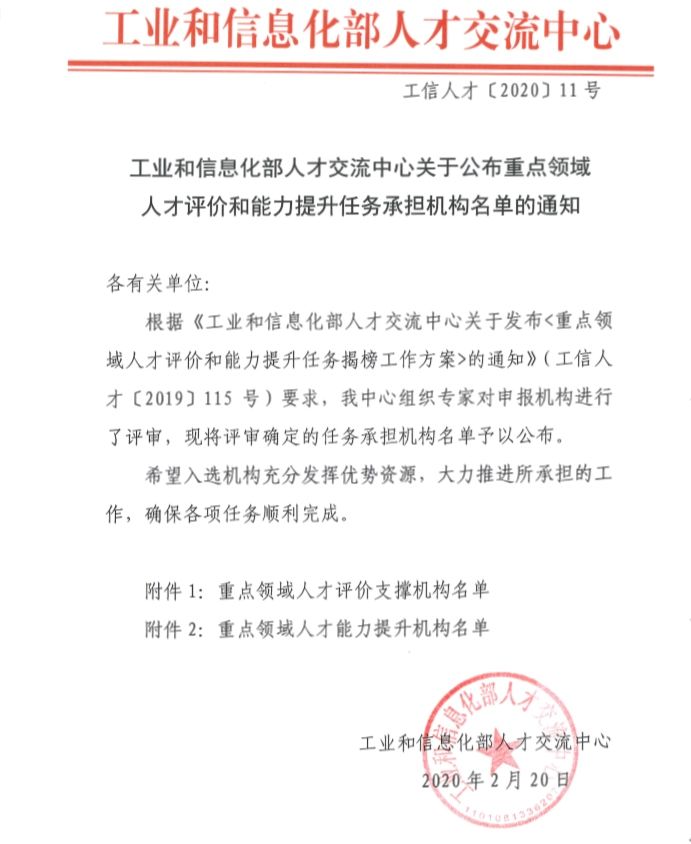 工业和信息化部人才交流中心
工信人才〔2020〕11号
工业和信息化部人才交流中心关于公布重点领域
人才评价和能力提升任务承担机构名单的通知
各有关单位:
根据《工业和信息化部人才交流中心关于发布<重点领
域人才评价和能力提升任务揭榜工作方案>的通知》(工信人
才〔2019〕115 号)要求，我中心组织专家对申报机构进行
了评审，现将评审确定的任务承担机构名单予以公布。
希望入选机构充分发挥优势资源，大力推进所承担的工
作，确保各项任务顺利完成。
附件 1：重点领域人才评价支撑机构名单
附件 2：重点领域人才能力提升机构名单
工业和信息化部人才交流中心
工业和信息化部人才交流中心
2020 年 2 月 20 日